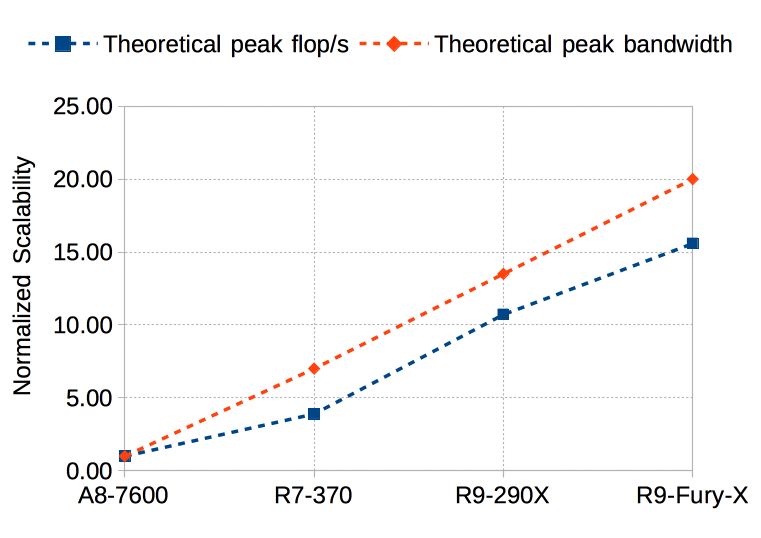 Theoretical peak flop/s Theoretical peak bandwidth
Normalized Scalability
25.00
20.00
15.00
10.00
5.00
0.00
A8-7600 R7-370 R9-290X R9-Fury-X